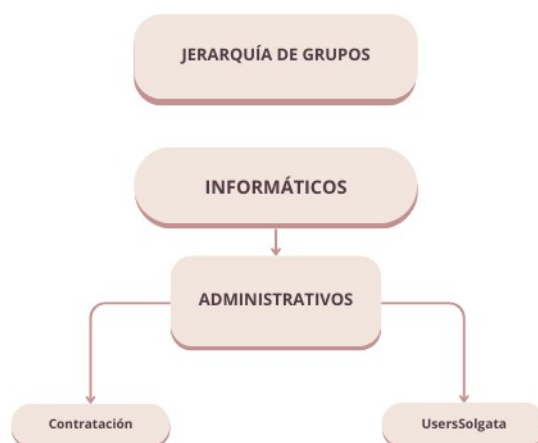 JERARQUÍA DE GRUPOS
INFORMÁTICOS
ADMINISTRATIVOS
Contratación
UsersSolgata